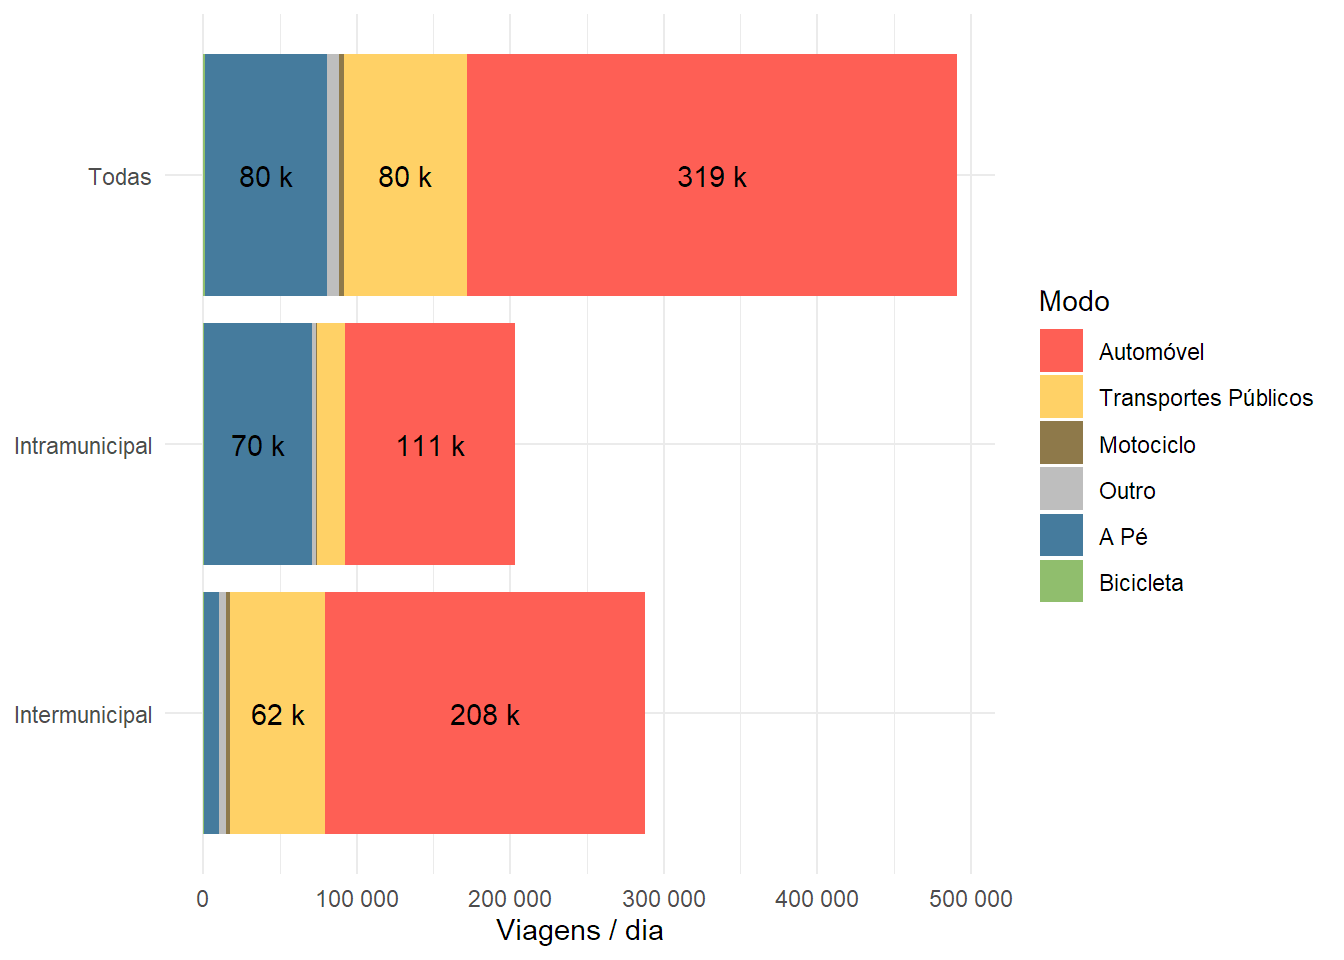 Todas
80 k
80 k
319 k
Intramunicipal
70 k
111 k
Intermunicipal
62 k
208 k
0
100 000
200 000
300 000
400 000
500 000
Viagens / dia
Modo
Automóvel
Transportes Públicos
Motociclo
Outro
A Pé
Bicicleta